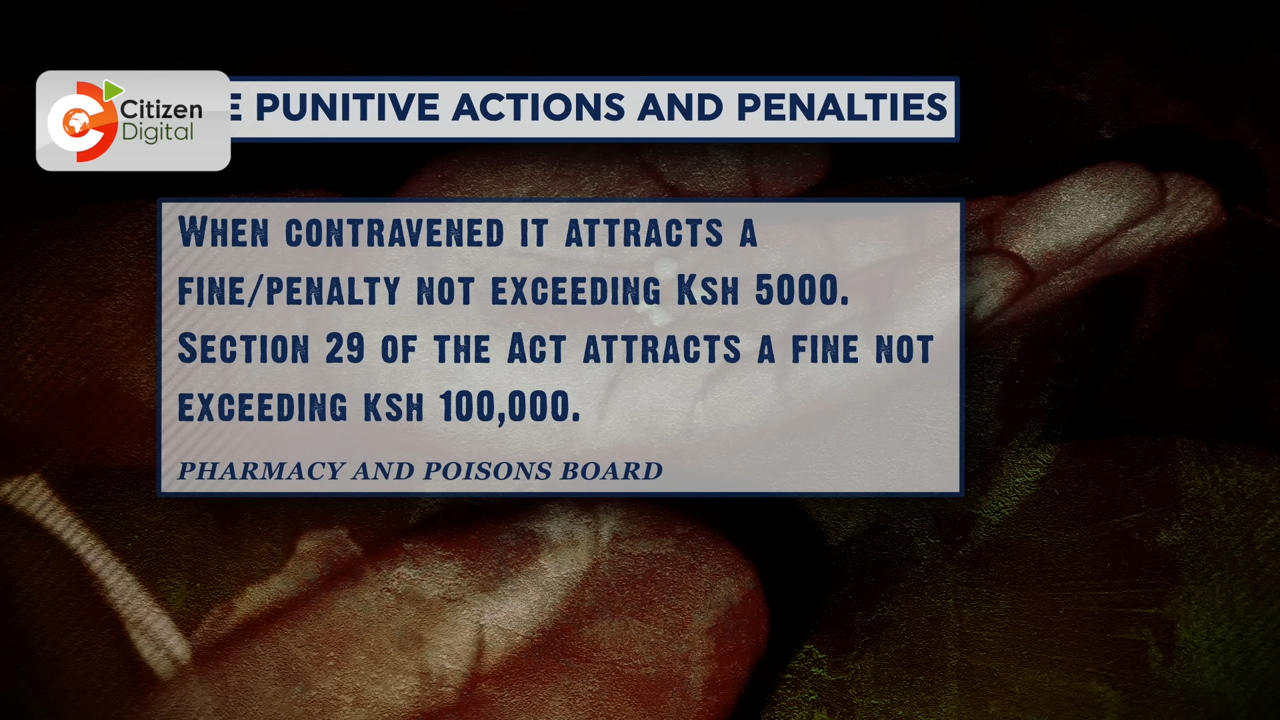 Citizen
Digital
E PUNITIVE ACTIONS AND PENALTIES
WHEN CONTRAVENED IT ATTRACTS A
FINE/PENALTY NOT EXCEEDING KSH 5000.
SECTION 29 OF THE ACT ATTRACTS A FINE NOT
EXCEEDING KSH 100,000.
PHARMACY AND POISONS BOARD